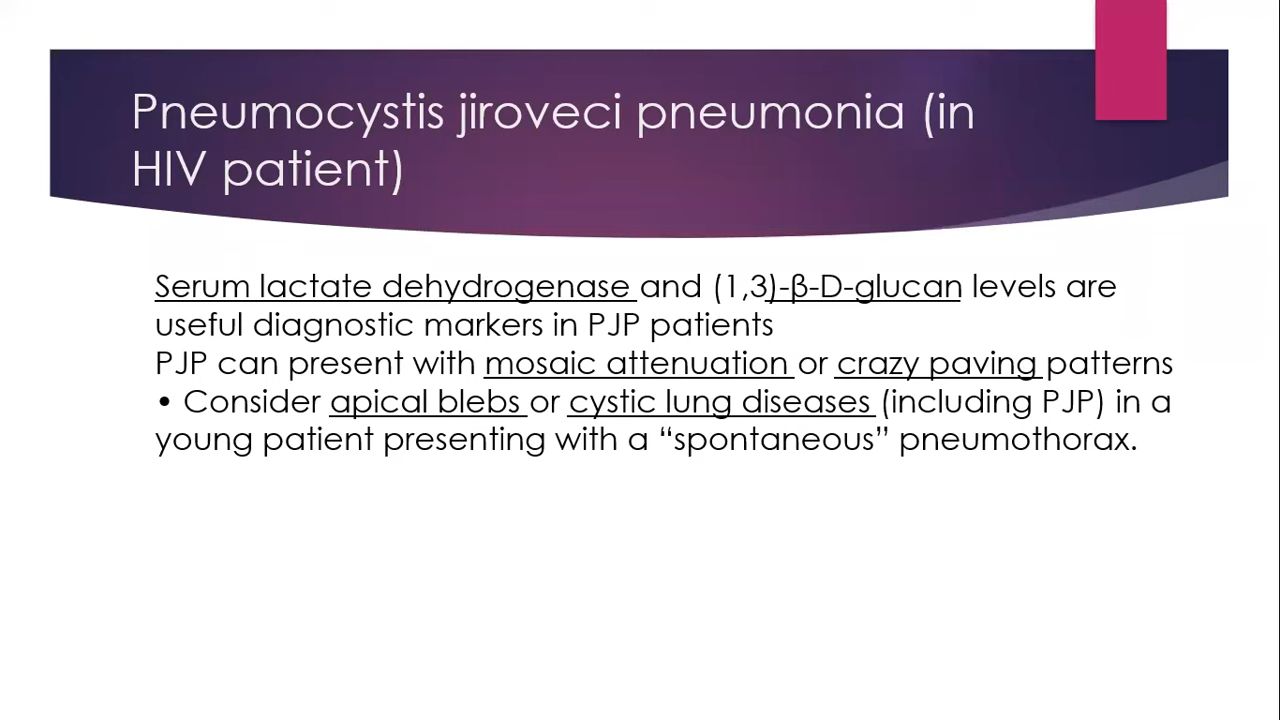 Pneumocystis jiroveci pneumonia (in
HIV patient)
Serum lactate dehydrogenase and (1,3)-β-D-glucan levels are
useful diagnostic markers in PJP patients
PJP can present with mosaic attenuation or crazy paving patterns
• Consider apical blebs or cystic lung diseases (including PJP) in a
young patient presenting with a “spontaneous” pneumothorax.